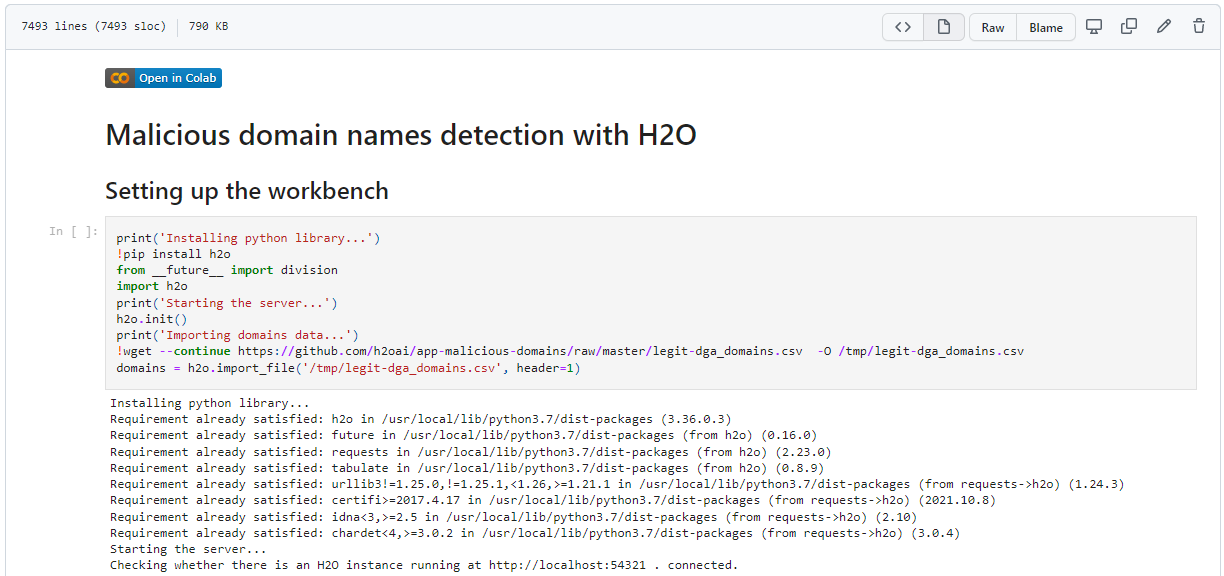 7493 lines (7493 sloc) 790 KB
Raw Blame
Open in Colab
Malicious domain names detection with H2O
Setting up the workbench
In [ ]:
print('Installing python library...')
!pip install h2o
from __future__ import division
import h2o
print('Starting the server...')
h2o.init()
print('Importing domains data...')
!wget --continue https://github.com/h2oai/app-malicious-domains/raw/master/legit-dga_domains.csv  -O /tmp/legit-dga_domains.csv
domains = h2o.import_file('/tmp/legit-dga_domains.csv', header=1)
Installing python library...
Requirement already satisfied: h2o in /usr/local/lib/python3.7/dist-packages (3.36.0.3)
Requirement already satisfied: future in /usr/local/lib/python3.7/dist-packages (from h2o) (0.16.0)
Requirement already satisfied: requests in /usr/local/lib/python3.7/dist-packages (from h2o) (2.23.0)
Requirement already satisfied: tabulate in /usr/local/lib/python3.7/dist-packages (from h2o) (0.8.9)
Requirement already satisfied: urllib3!=1.25.0,!=1.25.1,<1.26,>=1.21.1 in /usr/local/lib/python3.7/dist-packages (from requests->h2o) (1.24.3)
Requirement already satisfied: certifi>=2017.4.17 in /usr/local/lib/python3.7/dist-packages (from requests->h2o) (2021.10.8)
Requirement already satisfied: idna<3,>=2.5 in /usr/local/lib/python3.7/dist-packages (from requests->h2o) (2.10)
Requirement already satisfied: chardet<4,>=3.0.2 in /usr/local/lib/python3.7/dist-packages (from requests->h2o) (3.0.4)
Starting the server...
Checking whether there is an H2O instance running at http://localhost:54321 . connected.